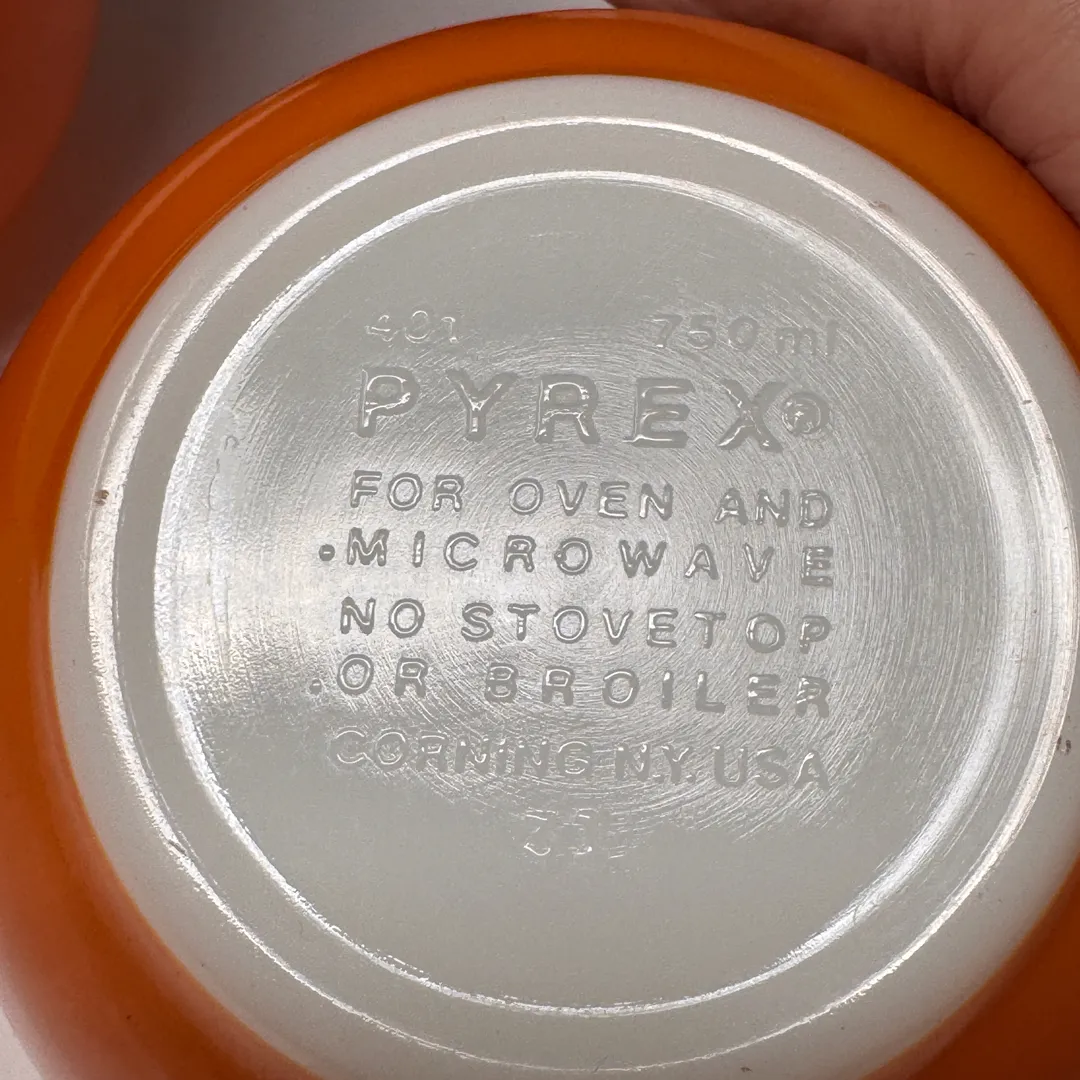 401 750 ml
PYREX®
FOR OVEN AND
•MICROWAVE
NO STOVETOP
•OR BROILER
CORNING N.Y. USA